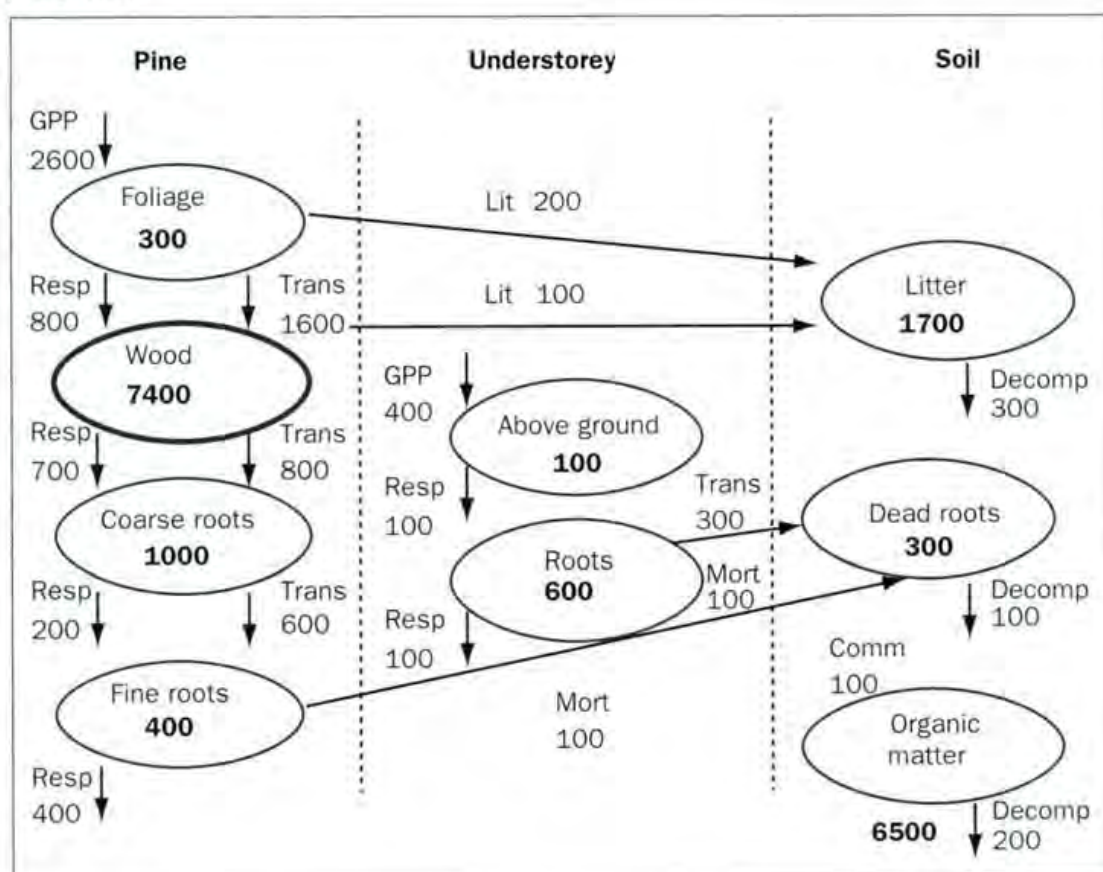 Pine
Understorey
Soil
GPP
2600
Foliage
300
Resp
800
Trans
1600
Wood
7400
Resp
700
Trans
800
Coarse roots
1000
Resp
200
Trans
600
Fine roots
400
Resp
400
Lit 200
Lit 100
GPP
400
Above ground
100
Resp
100
Trans
300
Roots
600
Mort
100
Resp
100
Mort
100
Litter
1700
Decomp
300
Dead roots
300
Decomp
100
Comm
100
Organic
matter
6500
Decomp
200